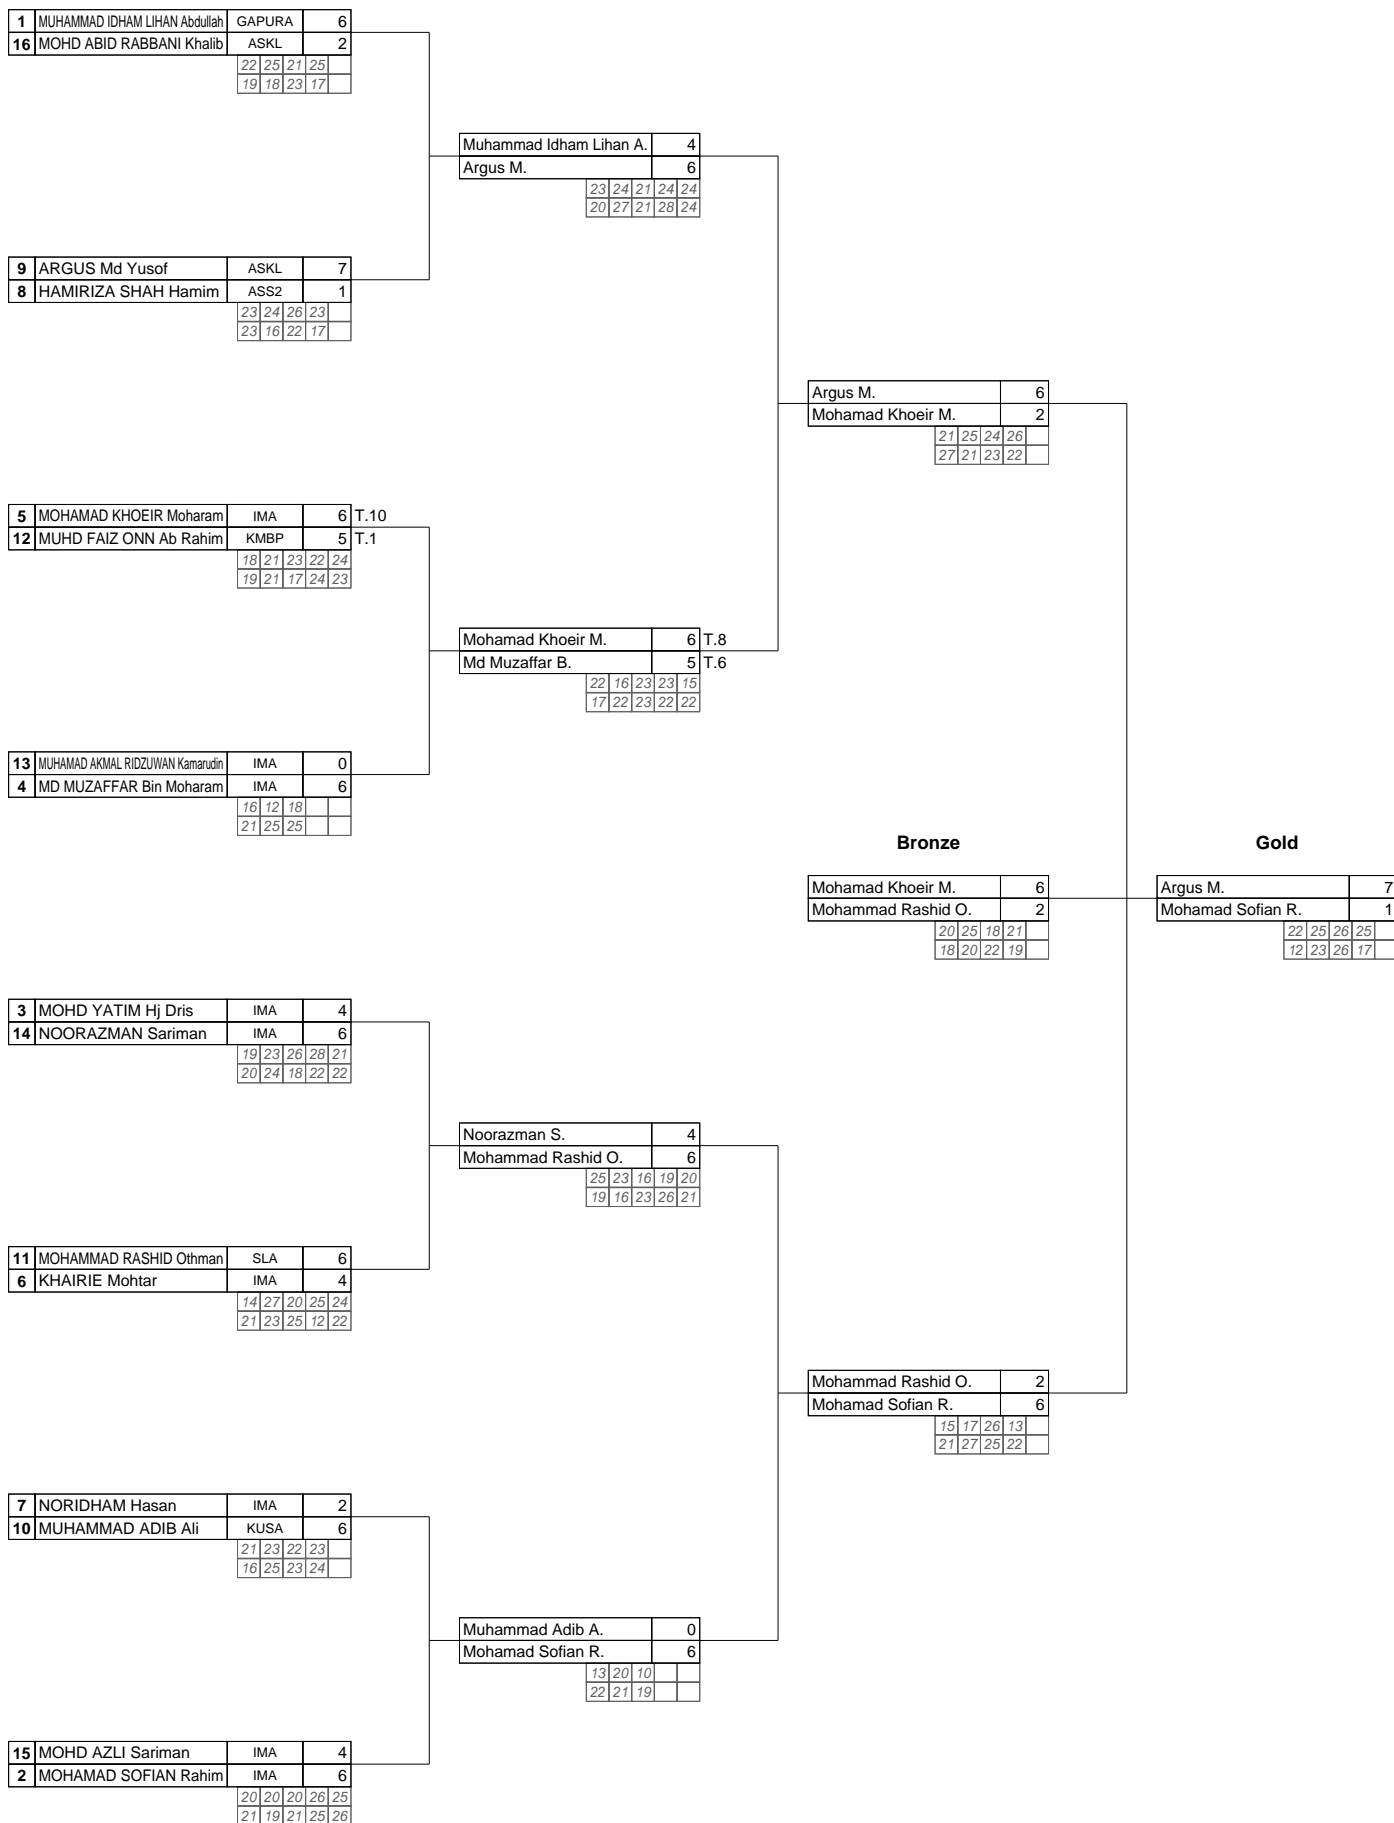 1 MUHAMMAD IDHAM LIHAN Abdullah GAPURA 6
16 MOHD ABID RABBANI Khalib ASKL 2
22 25 21 25
19 18 23 17
Muhammad Idham Lihan A. 4
Argus M. 6
23 24 21 24 24
20 27 21 28 24
9 ARGUS Md Yusof ASKL 7
8 HAMIRIZA SHAH Hamim ASS2 1
23 24 26 23
23 16 22 17
Argus M. 6
Mohamad Khoeir M. 2
21 25 24 26
27 21 23 22
5 MOHAMAD KHOEIR Moharam IMA 6 T.10
12 MUHD FAIZ ONN Ab Rahim KMBP 5 T.1
18 21 23 22 24
19 21 17 24 23
Mohamad Khoeir M. 6 T.8
Md Muzaffar B. 5 T.6
22 16 23 23 15
17 22 23 22 22
13 MUHAMAD AKMAL RIDZUWAN Kamarudin IMA 0
4 MD MUZAFFAR Bin Moharam IMA 6
16 12 18
21 25 25
Bronze Gold
Mohamad Khoeir M. 6 Argus M. 7
Mohammad Rashid O. 2 Mohamad Sofian R. 1
20 25 18 21 22 25 26 25
18 20 22 19 12 23 26 17
3 MOHD YATIM Hj Dris IMA 4
14 NOORAZMAN Sariman IMA 6
19 23 26 28 21
20 24 18 22 22
Noorazman S. 4
Mohammad Rashid O. 6
25 23 16 19 20
19 16 23 26 21
11 MOHAMMAD RASHID Othman SLA 6
6 KHAIRIE Mohtar IMA 4
14 27 20 25 24
21 23 25 12 22
Mohammad Rashid O. 2
Mohamad Sofian R. 6
15 17 26 13
21 27 25 22
7 NORIDHAM Hasan IMA 2
10 MUHAMMAD ADIB Ali KUSA 6
21 23 22 23
16 25 23 24
Muhammad Adib A. 0
Mohamad Sofian R. 6
13 20 10
22 21 19
15 MOHD AZLI Sariman IMA 4
2 MOHAMAD SOFIAN Rahim IMA 6
20 20 20 26 25
21 19 21 25 26